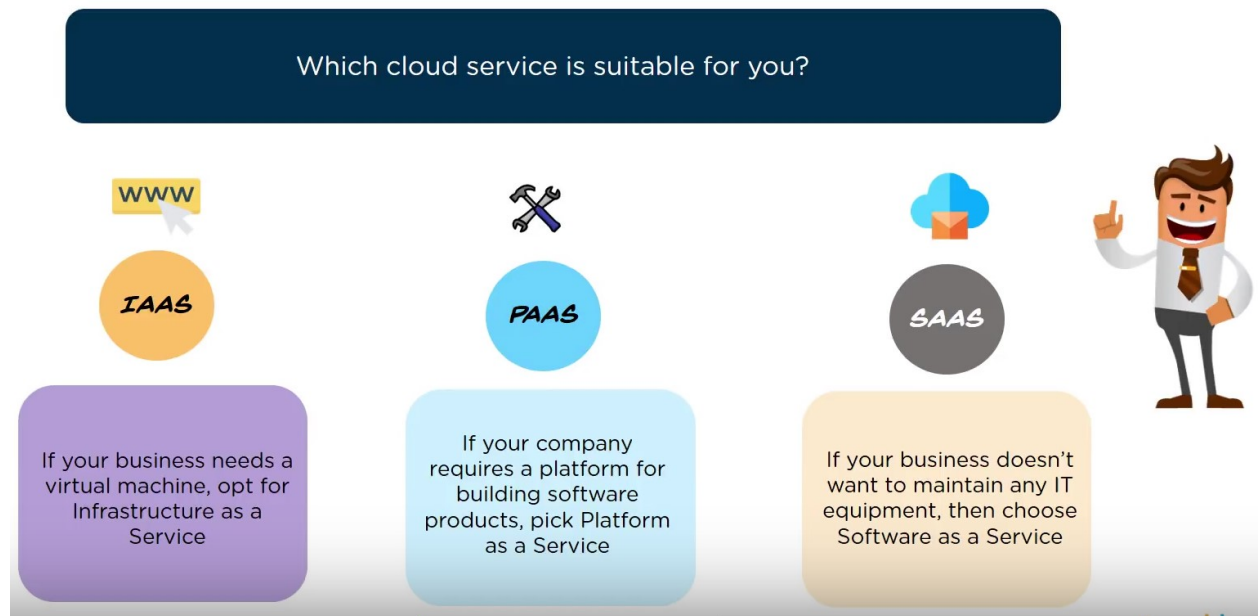 Which cloud service is suitable for you?
WWW
IAAS
PAAS
SAAS
If your business needs a
virtual machine, opt for
Infrastructure as a
Service
If your company
requires a platform for
building software
products, pick Platform
as a Service
If your business doesn't
want to maintain any IT
equipment, then choose
Software as a Service